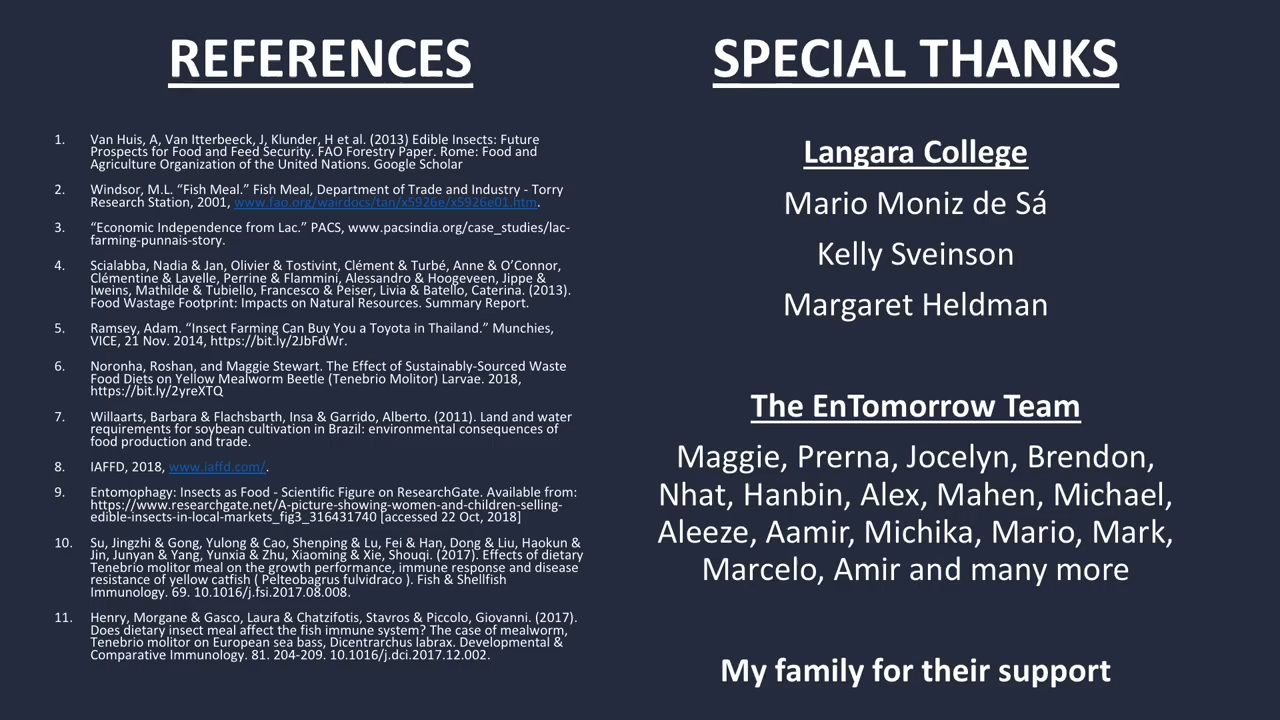 REFERENCES
1. Van Huis, A, Van Itterbeeck, J, Klunder, H et al. (2013) Edible Insects: Future
Prospects for Food and Feed Security. FAO Forestry Paper. Rome: Food and
Agriculture Organization of the United Nations. Google Scholar
2. Windsor, M.L. “Fish Meal.” Fish Meal, Department of Trade and Industry - Torry
Research Station, 2001, www.fao.org/wairdocs/tan/x5926e/x5926e01.htm.
3. “Economic Independence from Lac.” PACS, www.pacsindia.org/case_studies/lac-
farming-punnais-story.
4. Scialabba, Nadia & Jan, Olivier & Tostivint, Clément & Turbé, Anne & O’Connor,
Clémentine & Lavelle, Perrine & Flammini, Alessandro & Hoogeveen, Jippe &
Iweins, Mathilde & Tubiello, Francesco & Peiser, Livia & Batello, Caterina. (2013).
Food Wastage Footprint: Impacts on Natural Resources. Summary Report.
5. Ramsey, Adam. “Insect Farming Can Buy You a Toyota in Thailand.” Munchies,
VICE, 21 Nov. 2014, https://bit.ly/2JbFdWr.
6. Noronha, Roshan, and Maggie Stewart. The Effect of Sustainably-Sourced Waste
Food Diets on Yellow Mealworm Beetle (Tenebrio Molitor) Larvae. 2018,
https://bit.ly/2yreXTQ
7. Willaarts, Barbara & Flachsbarth, Insa & Garrido, Alberto. (2011). Land and water
requirements for soybean cultivation in Brazil: environmental consequences of
food production and trade.
8. IAFFD, 2018, www.iaffd.com/.
9. Entomophagy: Insects as Food - Scientific Figure on ResearchGate. Available from:
https://www.researchgate.net/A-picture-showing-women-and-children-selling-
edible-insects-in-local-markets_fig3_316431740 [accessed 22 Oct, 2018]
10. Su, Jingzhi & Gong, Yulong & Cao, Shenping & Lu, Fei & Han, Dong & Liu, Haokun &
Jin, Junyan & Yang, Yunxia & Zhu, Xiaoming & Xie, Shouqi. (2017). Effects of dietary
Tenebrio molitor meal on the growth performance, immune response and disease
resistance of yellow catfish ( Pelteobagrus fulvidraco ). Fish & Shellfish
Immunology. 69. 10.1016/j.fsi.2017.08.008.
11. Henry, Morgane & Gasco, Laura & Chatzifotis, Stavros & Piccolo, Giovanni. (2017).
Does dietary insect meal affect the fish immune system? The case of mealworm,
Tenebrio molitor on European sea bass, Dicentrarchus labrax. Developmental &
Comparative Immunology. 81. 204-209. 10.1016/j.dci.2017.12.002.
SPECIAL THANKS
Langara College
Mario Moniz de Sá
Kelly Sveinson
Margaret Heldman
The EnTomorrow Team
Maggie, Prerna, Jocelyn, Brendon,
Nhat, Hanbin, Alex, Mahen, Michael,
Aleeze, Aamir, Michika, Mario, Mark,
Marcelo, Amir and many more
My family for their support